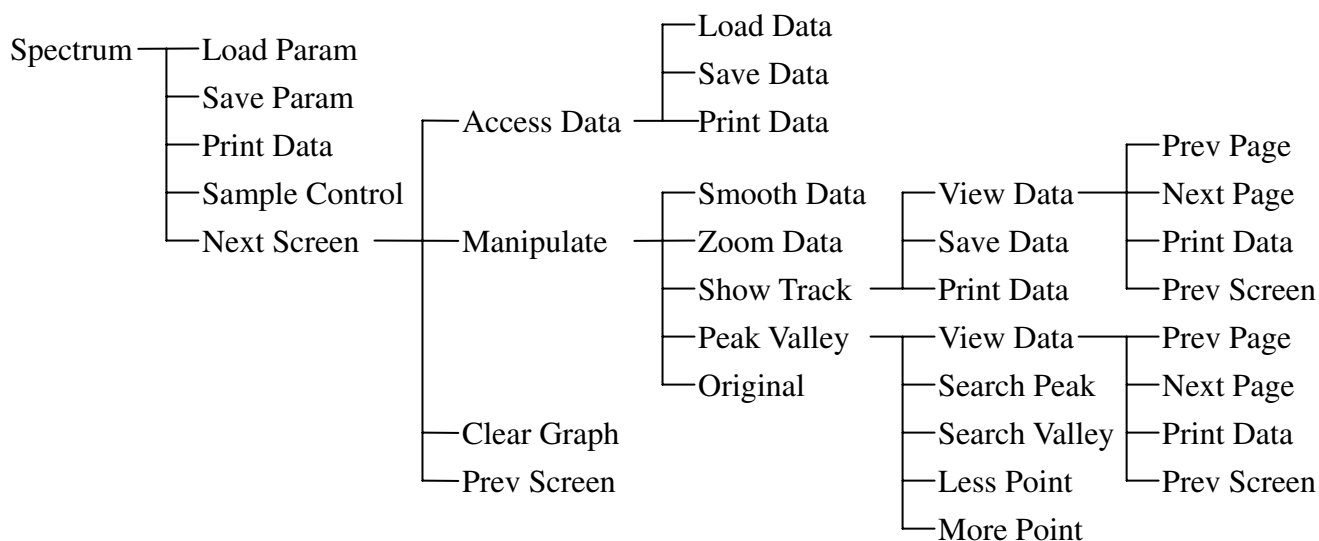 Spectrum
Load Param
Save Param
Print Data
Sample Control
Next Screen
Access Data
Manipulate
Clear Graph
Prev Screen
Load Data
Save Data
Print Data
Smooth Data
Zoom Data
Show Track
Peak Valley
Original
View Data
Save Data
Print Data
View Data
Search Peak
Search Valley
Less Point
More Point
Prev Page
Next Page
Print Data
Prev Screen
Prev Page
Next Page
Print Data
Prev Screen